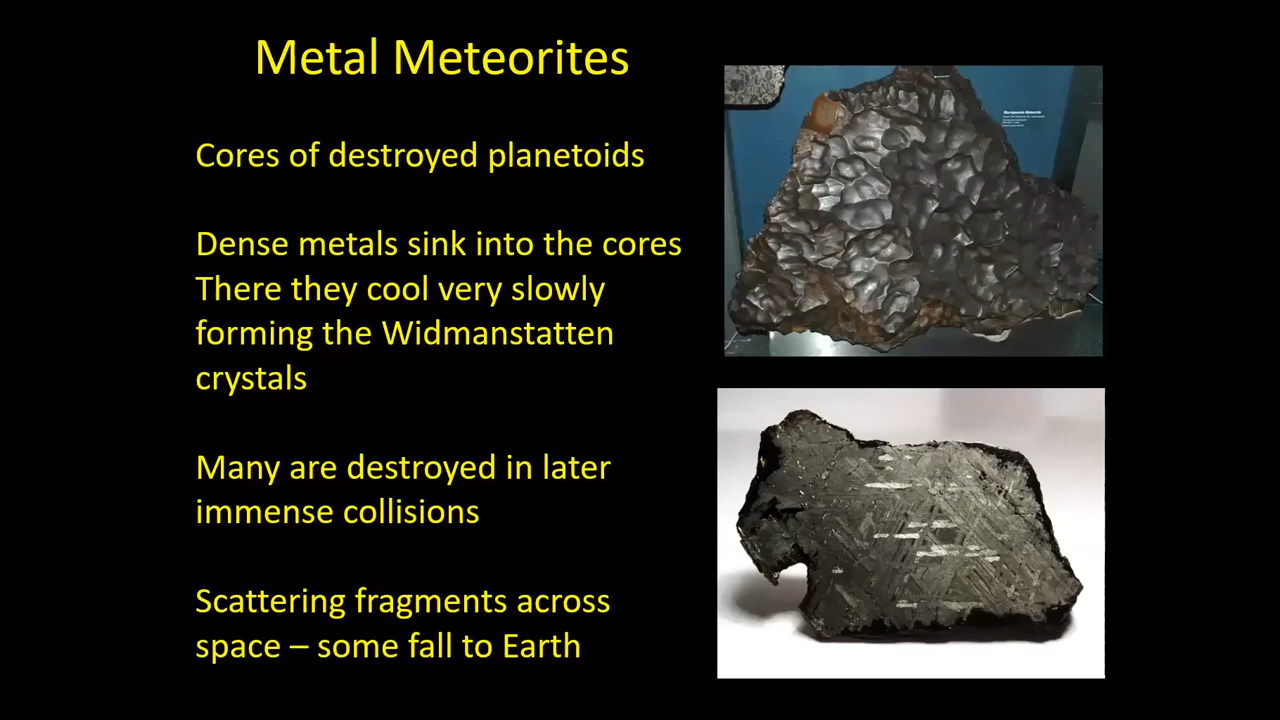 Metal Meteorites
Cores of destroyed planetoids
Dense metals sink into the cores
There they cool very slowly
forming the Widmanstatten
crystals
Many are destroyed in later
immense collisions
Scattering fragments across
space – some fall to Earth